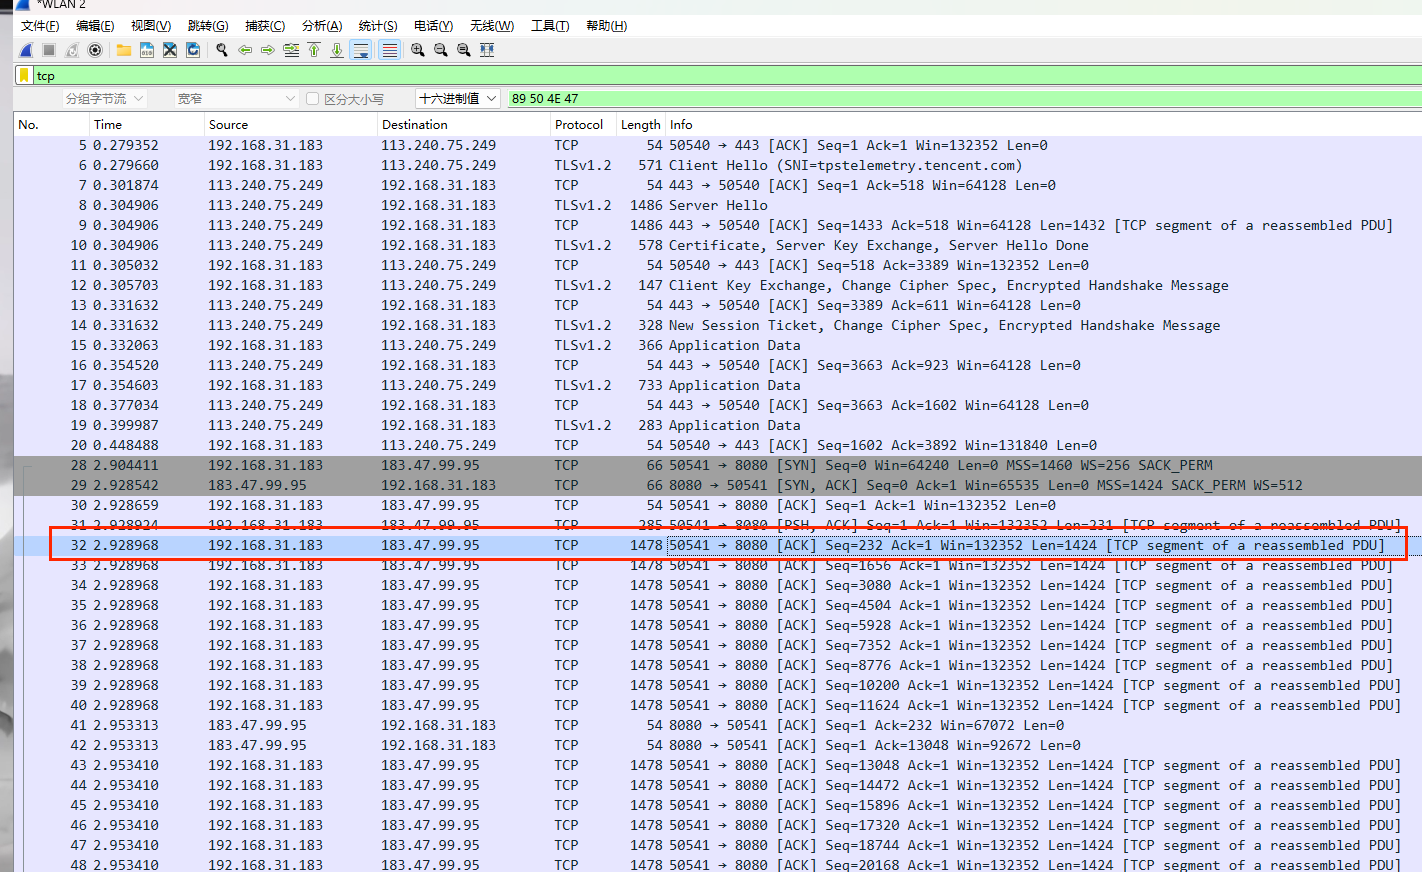 *WLAN 2
文件(F) 编辑(E) 视图(V) 跳转(G) 捕获(C) 分析(A) 统计(S) 电话(Y) 无线(W) 工具(T) 帮助(H)
tcp
分组字节流 宽窄 区分大小写 十六进制值 89 50 4E 47
No. Time Source Destination Protocol Length Info
5 0.279352 192.168.31.183 113.240.75.249 TCP 54 50540 → 443 [ACK] Seq=1 Ack=1 Win=132352 Len=0
6 0.279660 192.168.31.183 113.240.75.249 TLSv1.2 571 Client Hello (SNI=tpstelemetry.tencent.com)
7 0.301874 113.240.75.249 192.168.31.183 TCP 54 443 → 50540 [ACK] Seq=1 Ack=518 Win=64128 Len=0
8 0.304906 113.240.75.249 192.168.31.183 TLSv1.2 1486 Server Hello
9 0.304906 113.240.75.249 192.168.31.183 TCP 1486 443 → 50540 [ACK] Seq=1433 Ack=518 Win=64128 Len=1432 [TCP segment of a reassembled PDU]
10 0.304906 113.240.75.249 192.168.31.183 TLSv1.2 578 Certificate, Server Key Exchange, Server Hello Done
11 0.305032 192.168.31.183 113.240.75.249 TCP 54 50540 → 443 [ACK] Seq=518 Ack=3389 Win=132352 Len=0
12 0.305703 192.168.31.183 113.240.75.249 TLSv1.2 147 Client Key Exchange, Change Cipher Spec, Encrypted Handshake Message
13 0.331632 113.240.75.249 192.168.31.183 TCP 54 443 → 50540 [ACK] Seq=3389 Ack=611 Win=64128 Len=0
14 0.331632 113.240.75.249 192.168.31.183 TLSv1.2 328 New Session Ticket, Change Cipher Spec, Encrypted Handshake Message
15 0.332063 192.168.31.183 113.240.75.249 TLSv1.2 366 Application Data
16 0.354520 113.240.75.249 192.168.31.183 TCP 54 443 → 50540 [ACK] Seq=3663 Ack=923 Win=64128 Len=0
17 0.354603 192.168.31.183 113.240.75.249 TLSv1.2 733 Application Data
18 0.377034 113.240.75.249 192.168.31.183 TCP 54 443 → 50540 [ACK] Seq=3663 Ack=1602 Win=64128 Len=0
19 0.399987 113.240.75.249 192.168.31.183 TLSv1.2 283 Application Data
20 0.448488 192.168.31.183 113.240.75.249 TCP 54 50540 → 443 [ACK] Seq=1602 Ack=3892 Win=131840 Len=0
28 2.904411 192.168.31.183 183.47.99.95 TCP 66 50541 → 8080 [SYN] Seq=0 Win=64240 Len=0 MSS=1460 WS=256 SACK_PERM
29 2.928542 183.47.99.95 192.168.31.183 TCP 66 8080 → 50541 [SYN, ACK] Seq=0 Ack=1 Win=65535 Len=0 MSS=1424 SACK_PERM WS=512
30 2.928659 192.168.31.183 183.47.99.95 TCP 54 50541 → 8080 [ACK] Seq=1 Ack=1 Win=132352 Len=0
31 2.928924 192.168.31.183 183.47.99.95 TCP 285 50541 → 8080 [PSH, ACK] Seq=1 Ack=1 Win=132352 Len=231 [TCP segment of a reassembled PDU]
32 2.928968 192.168.31.183 183.47.99.95 TCP 1478 50541 → 8080 [ACK] Seq=232 Ack=1 Win=132352 Len=1424 [TCP segment of a reassembled PDU]
33 2.928968 192.168.31.183 183.47.99.95 TCP 1478 50541 → 8080 [ACK] Seq=1656 Ack=1 Win=132352 Len=1424 [TCP segment of a reassembled PDU]
34 2.928968 192.168.31.183 183.47.99.95 TCP 1478 50541 → 8080 [ACK] Seq=3080 Ack=1 Win=132352 Len=1424 [TCP segment of a reassembled PDU]
35 2.928968 192.168.31.183 183.47.99.95 TCP 1478 50541 → 8080 [ACK] Seq=4504 Ack=1 Win=132352 Len=1424 [TCP segment of a reassembled PDU]
36 2.928968 192.168.31.183 183.47.99.95 TCP 1478 50541 → 8080 [ACK] Seq=5928 Ack=1 Win=132352 Len=1424 [TCP segment of a reassembled PDU]
37 2.928968 192.168.31.183 183.47.99.95 TCP 1478 50541 → 8080 [ACK] Seq=7352 Ack=1 Win=132352 Len=1424 [TCP segment of a reassembled PDU]
38 2.928968 192.168.31.183 183.47.99.95 TCP 1478 50541 → 8080 [ACK] Seq=8776 Ack=1 Win=132352 Len=1424 [TCP segment of a reassembled PDU]
39 2.928968 192.168.31.183 183.47.99.95 TCP 1478 50541 → 8080 [ACK] Seq=10200 Ack=1 Win=132352 Len=1424 [TCP segment of a reassembled PDU]
40 2.928968 192.168.31.183 183.47.99.95 TCP 1478 50541 → 8080 [ACK] Seq=11624 Ack=1 Win=132352 Len=1424 [TCP segment of a reassembled PDU]
41 2.953313 183.47.99.95 192.168.31.183 TCP 54 8080 → 50541 [ACK] Seq=1 Ack=232 Win=67072 Len=0
42 2.953313 183.47.99.95 192.168.31.183 TCP 54 8080 → 50541 [ACK] Seq=1 Ack=13048 Win=92672 Len=0
43 2.953410 192.168.31.183 183.47.99.95 TCP 1478 50541 → 8080 [ACK] Seq=13048 Ack=1 Win=132352 Len=1424 [TCP segment of a reassembled PDU]
44 2.953410 192.168.31.183 183.47.99.95 TCP 1478 50541 → 8080 [ACK] Seq=14472 Ack=1 Win=132352 Len=1424 [TCP segment of a reassembled PDU]
45 2.953410 192.168.31.183 183.47.99.95 TCP 1478 50541 → 8080 [ACK] Seq=15896 Ack=1 Win=132352 Len=1424 [TCP segment of a reassembled PDU]
46 2.953410 192.168.31.183 183.47.99.95 TCP 1478 50541 → 8080 [ACK] Seq=17320 Ack=1 Win=132352 Len=1424 [TCP segment of a reassembled PDU]
47 2.953410 192.168.31.183 183.47.99.95 TCP 1478 50541 → 8080 [ACK] Seq=18744 Ack=1 Win=132352 Len=1424 [TCP segment of a reassembled PDU]
48 2.953410 192.168.31.183 183.47.99.95 TCP 1478 50541 → 8080 [ACK] Seq=20168 Ack=1 Win=132352 Len=1424 [TCP segment of a reassembled PDU]